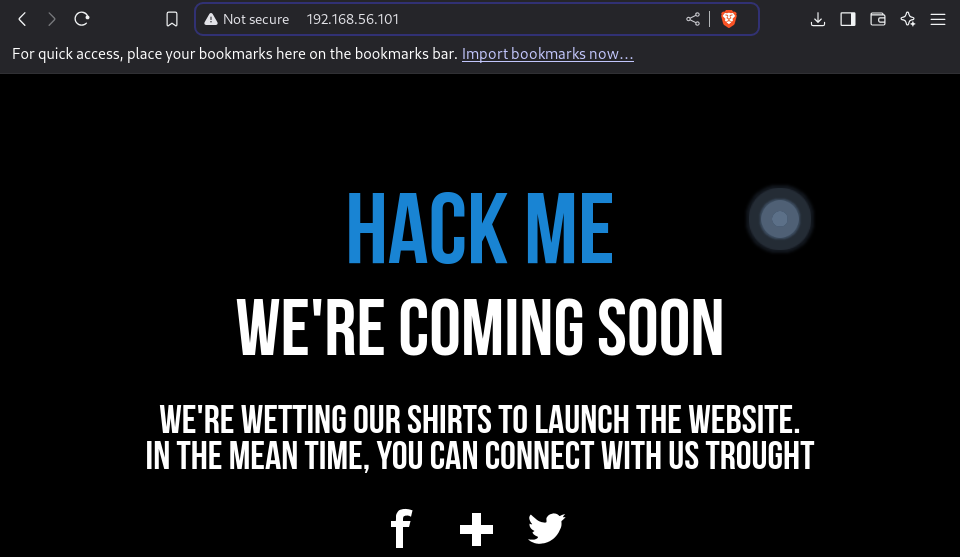 Not secure 192.168.56.101
For quick access, place your bookmarks here on the bookmarks bar. Import bookmarks now...
HACK ME
WE'RE COMING SOON
WE'RE WETTING OUR SHIRTS TO LAUNCH THE WEBSITE.
IN THE MEAN TIME, YOU CAN CONNECT WITH US TROUGHT